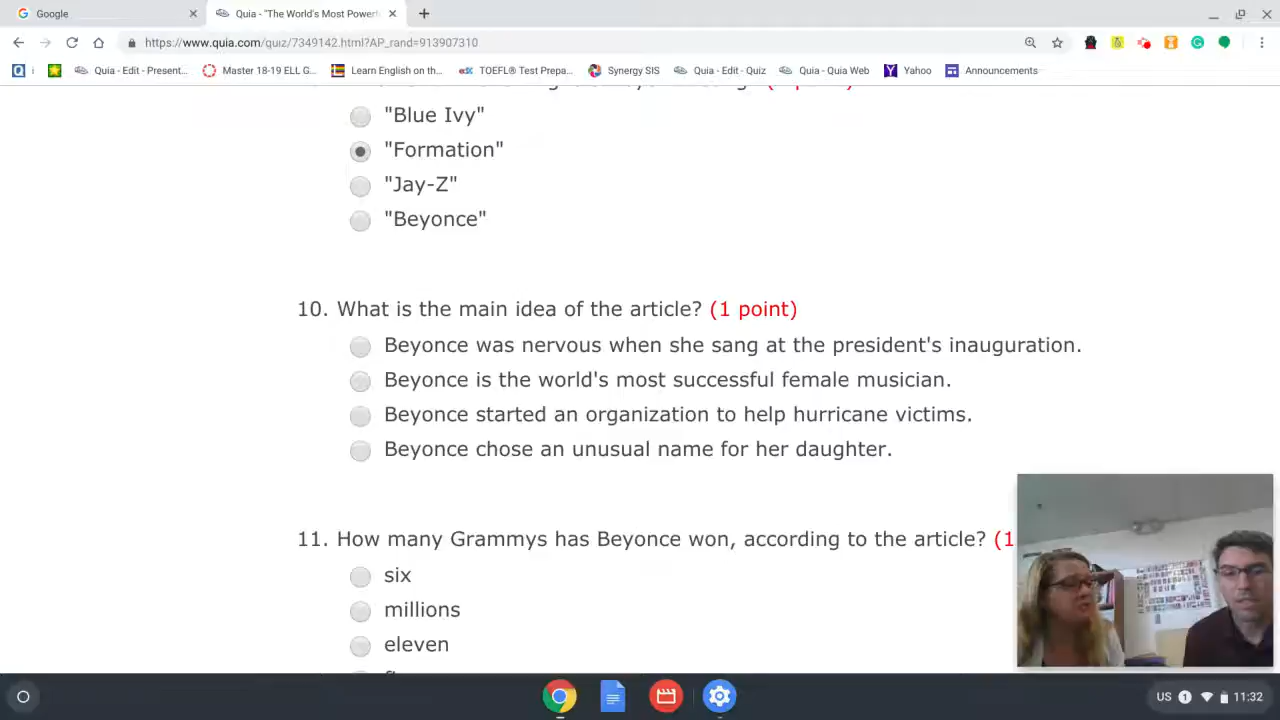 Google
Quia - "The World's Most Powerf
https://www.quia.com/quiz/7349142.html?AP_rand=913907310
i
Quia - Edit - Present...
Master 18-19 ELL G...
Learn English on th...
TOEFL® Test Prepa...
Synergy SIS
Quia - Edit - Quiz
Quia - Quia Web
Yahoo
Announcements
"Blue Ivy"
"Formation"
"Jay-Z"
"Beyonce"
10. What is the main idea of the article? (1 point)
Beyonce was nervous when she sang at the president's inauguration.
Beyonce is the world's most successful female musician.
Beyonce started an organization to help hurricane victims.
Beyonce chose an unusual name for her daughter.
11. How many Grammys has Beyonce won, according to the article? (1
six
millions
eleven
US 1 11:32